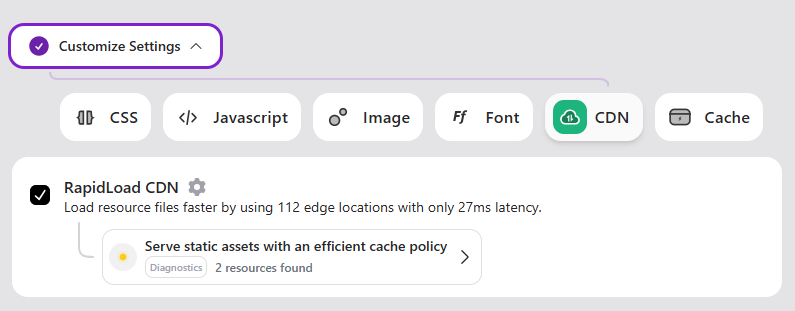 Customize Settings
CSS
</> Javascript
Image
Ff Font
CDN
Cache
RapidLoad CDN
Load resource files faster by using 112 edge locations with only 27ms latency.
Serve static assets with an efficient cache policy
Diagnostics 2 resources found